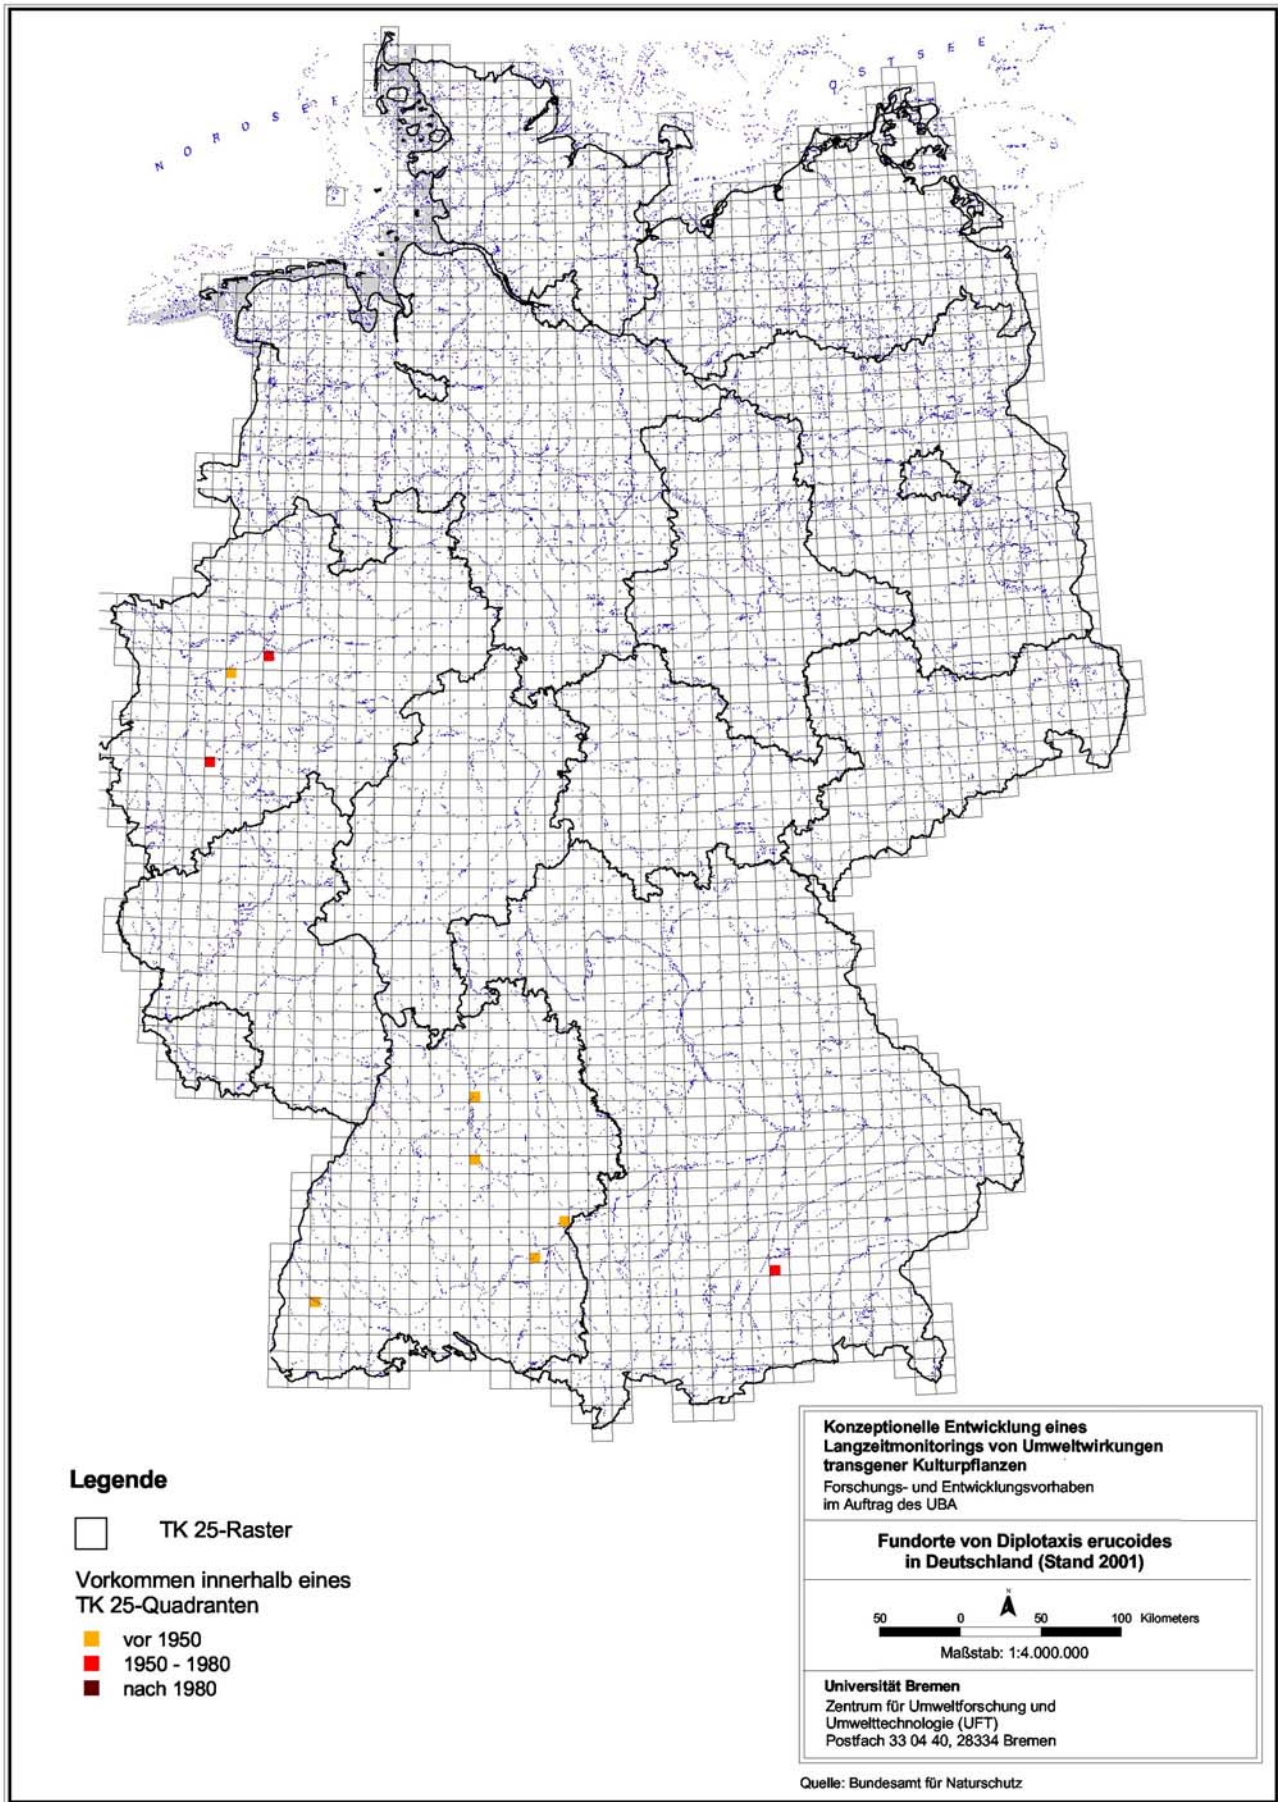 N O R D S E E
O S T S E E
Legende
TK 25-Raster
Vorkommen innerhalb eines
TK 25-Quadranten
vor 1950
1950 - 1980
nach 1980
Konzeptionelle Entwicklung eines
Langzeitmonitorings von Umweltwirkungen
transgener Kulturpflanzen
Forschungs- und Entwicklungsvorhaben
im Auftrag des UBA
Fundorte von Diplotaxis erucoides
in Deutschland (Stand 2001)
N
50 0 50 100 Kilometers
Maßstab: 1:4.000.000
Universität Bremen
Zentrum für Umweltforschung und
Umwelttechnologie (UFT)
Postfach 33 04 40, 28334 Bremen
Quelle: Bundesamt für Naturschutz